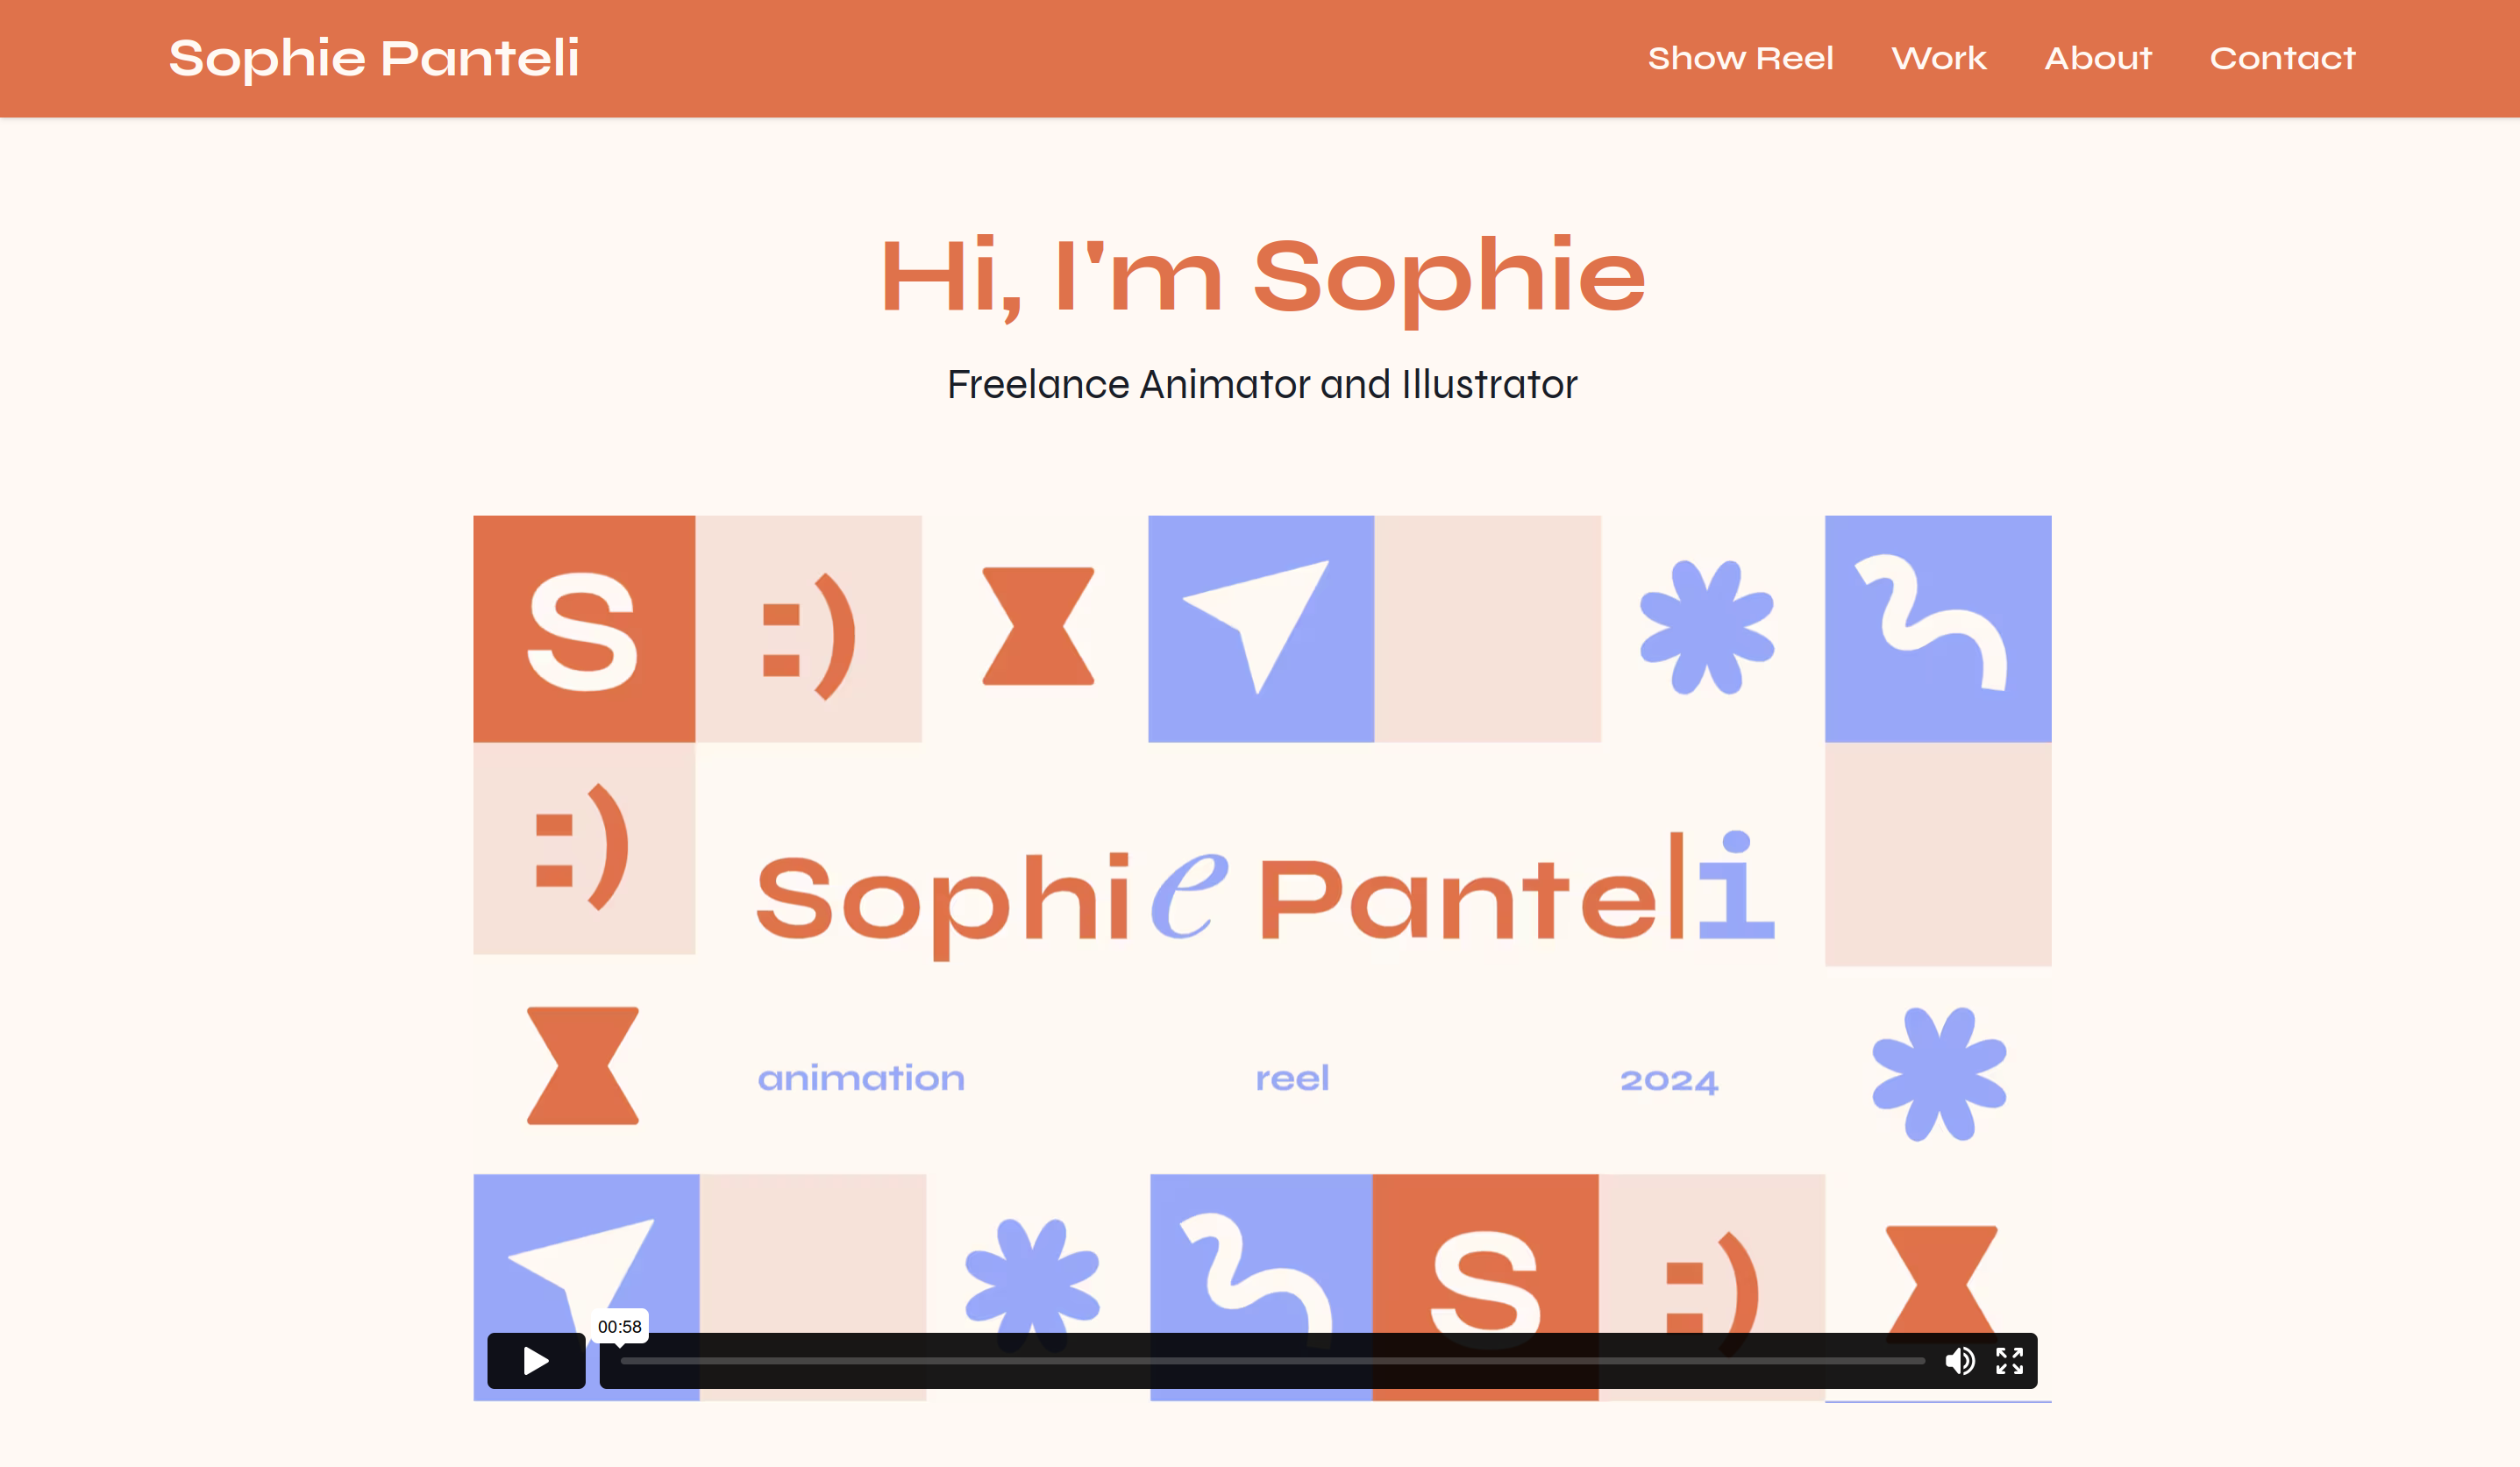 Sophie Panteli
Show Reel Work About Contact
Hi, I'm Sophie
Freelance Animator and Illustrator
S :)
:)
Sophie Panteli
animation reel 2024
S :)
00:58